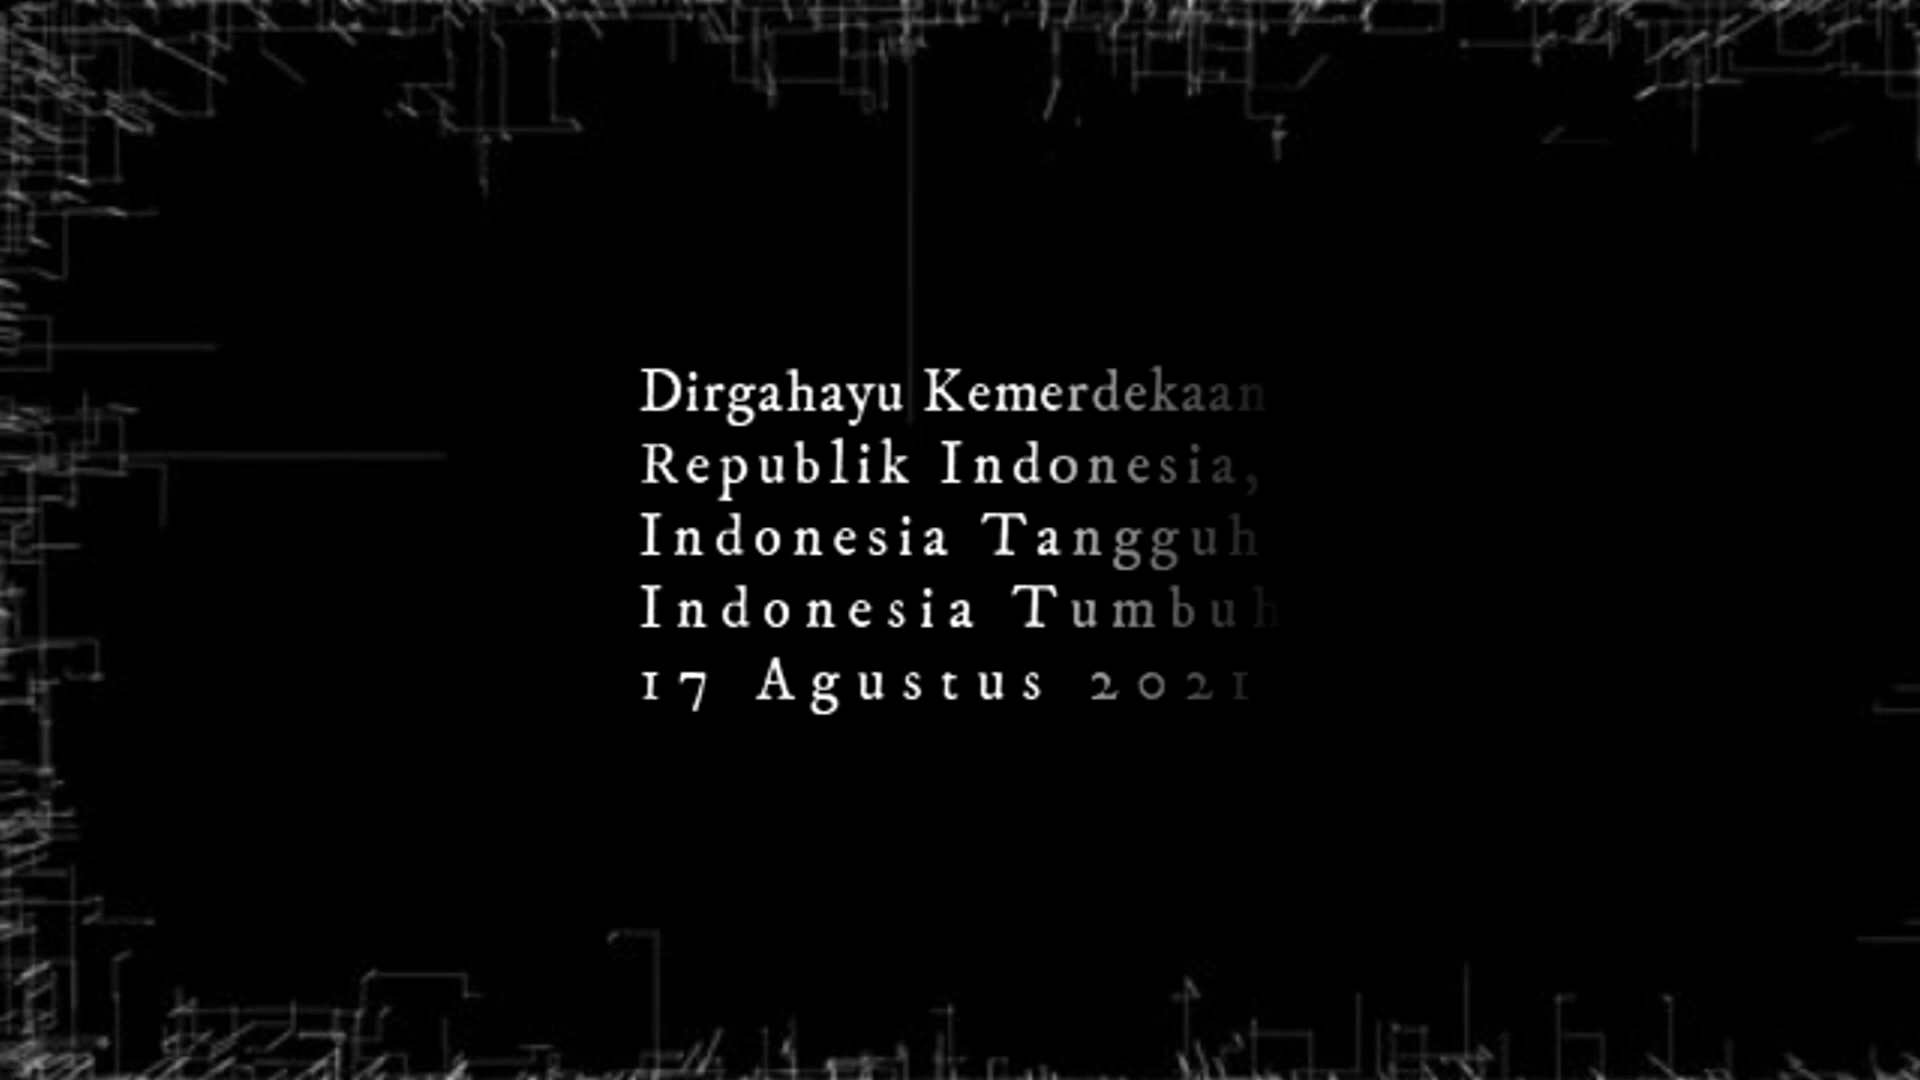 Dirgahayu Kemerdekaan
Republik Indonesia,
Indonesia Tangguh
Indonesia Tumbuh
17 Agustus 2021